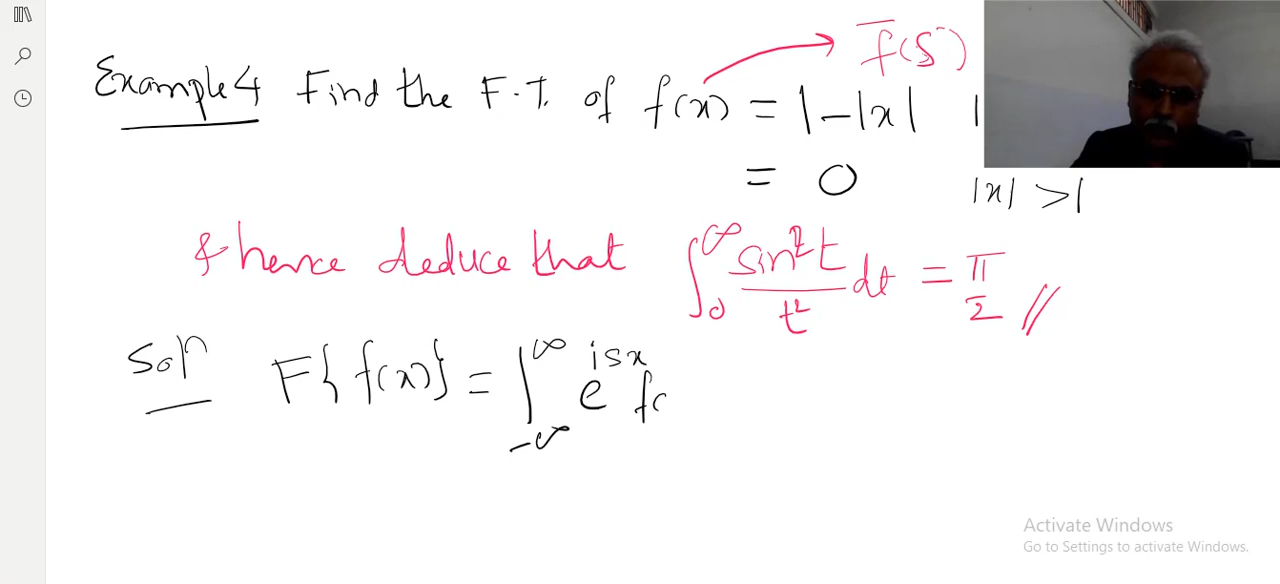 Example 4 Find the F.T. of f(x) = 1-|x| |
f̅(s)
= 0 |x| >1
& hence deduce that ∫₀^∞ sin²t/t² dt = π/2 //
Soln F{f(x)} = ∫_{-∞}^{∞} e^{isx} f(
Activate Windows
Go to Settings to activate Windows.